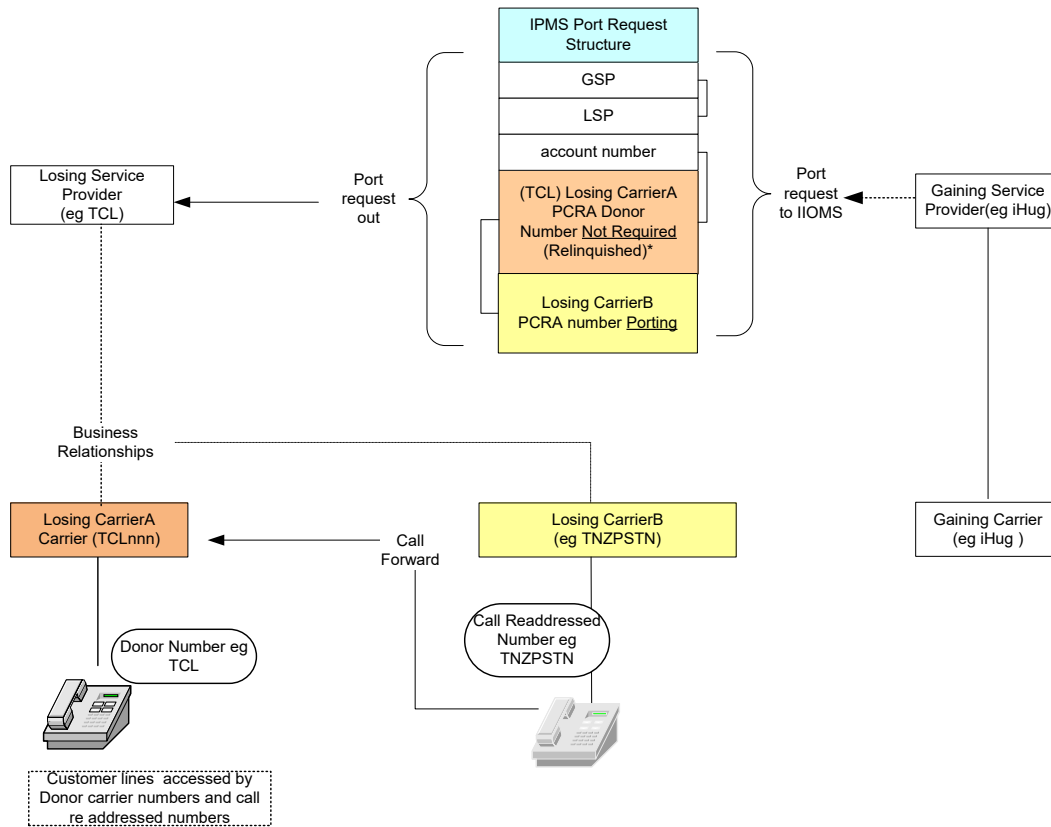 IPMS Port Request
Structure
GSP
LSP
account number
(TCL) Losing CarrierA
PCRA Donor
Number Not Required
(Relinquished)*
Losing CarrierB
PCRA number Porting
Losing Service
Provider
(eg TCL)
Port
request
out
Port
request
to IIOMS
Gaining Service
Provider(eg iHug)
Business
Relationships
Losing CarrierA
Carrier (TCLnnn)
Call
Forward
Losing CarrierB
(eg TNZPSTN)
Gaining Carrier
(eg iHug )
Donor Number eg
TCL
Call Readdressed
Number eg
TNZPSTN
Customer lines accessed by
Donor carrier numbers and call
re addressed numbers